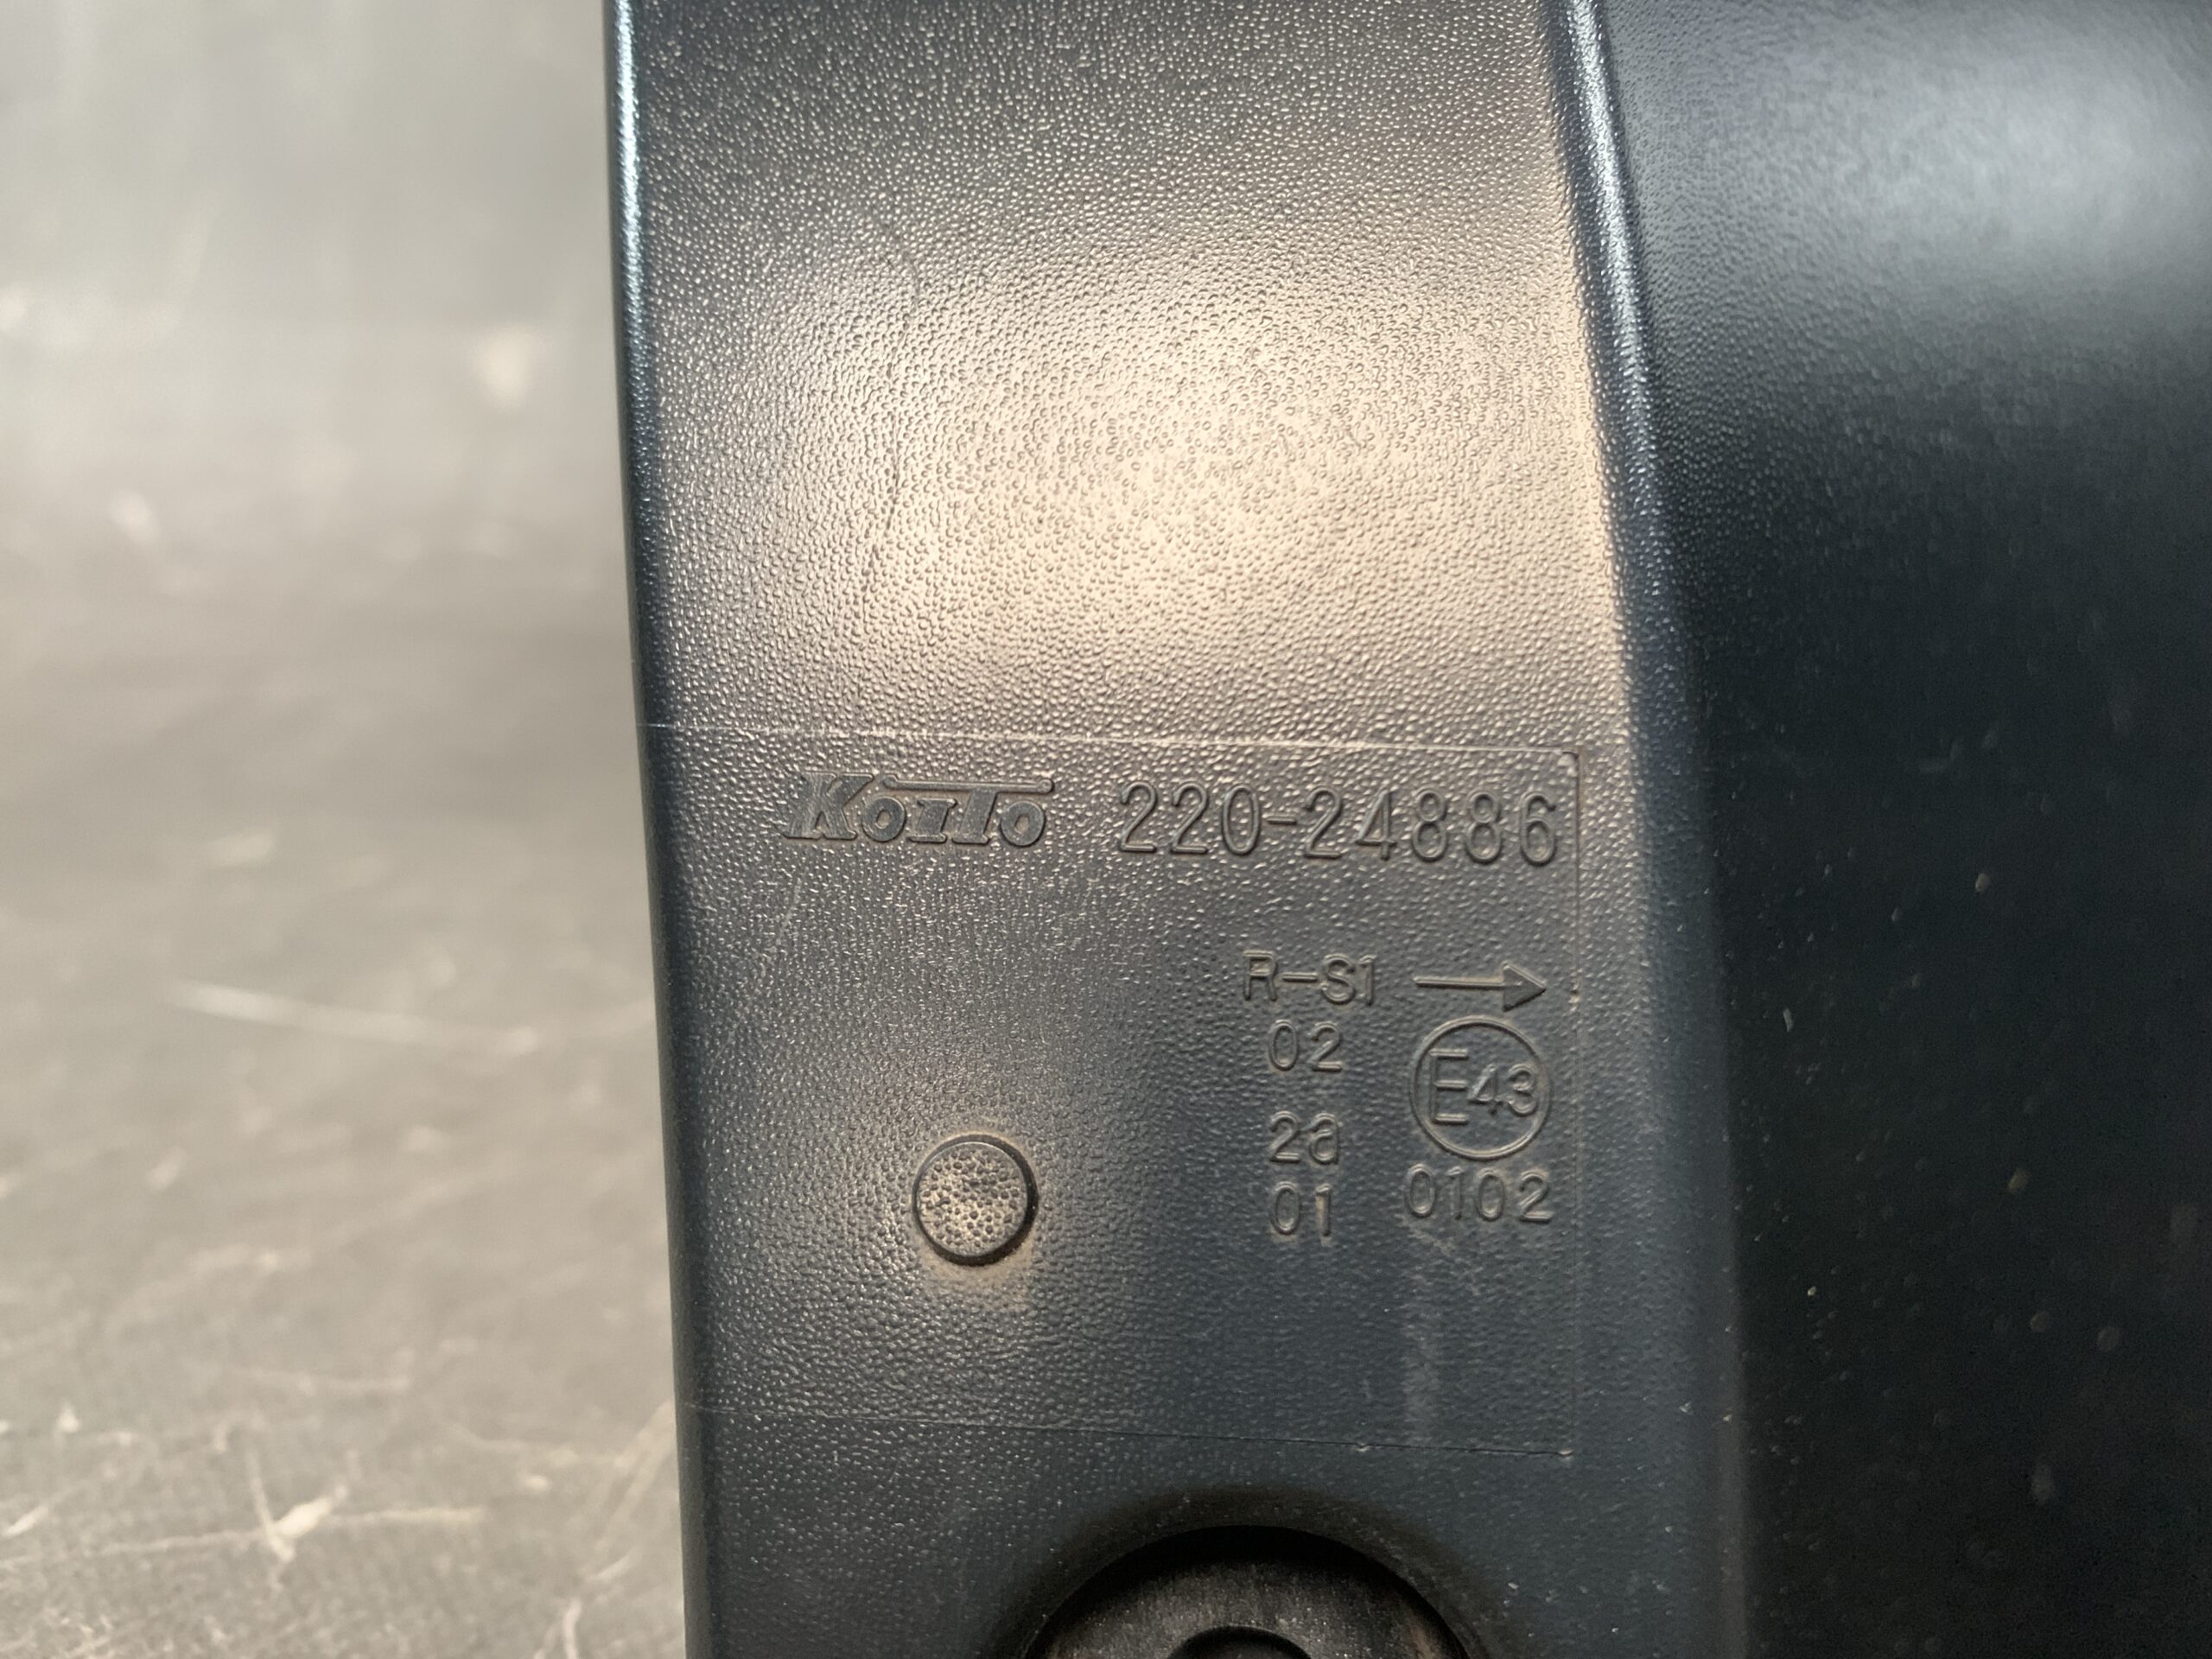 KoiTo 220-24886
R-S1 →
02 E43
2a
01 0102